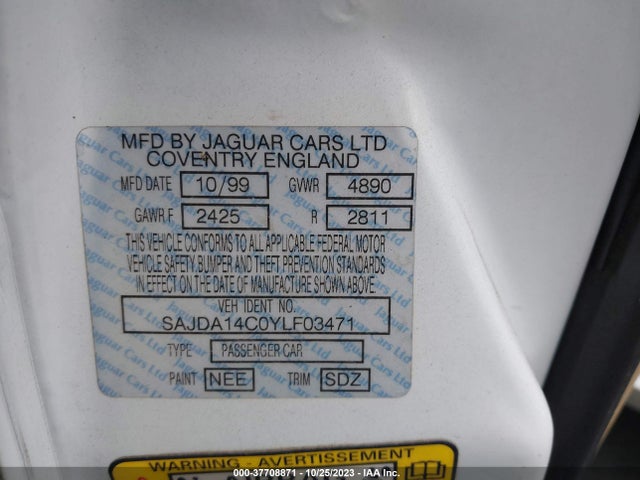 MFD BY JAGUAR CARS LTD
COVENTRY ENGLAND
MFD DATE 10/99 GVWR 4890
GAWR F 2425 R 2811
THIS VEHICLE CONFORMS TO ALL APPLICABLE FEDERAL MOTOR
VEHICLE SAFETY, BUMPER AND THEFT PREVENTION STANDARDS
IN EFFECT ON THE DATE OF MANUFACTURE SHOWN ABOVE.
VEH IDENT NO.
SAJDA14C0YLF03471
TYPE PASSENGER CAR
PAINT NEE TRIM SDZ
WARNING - AVERTISSEMENT
000-37708871 - 10/25/2023 - IAA Inc.